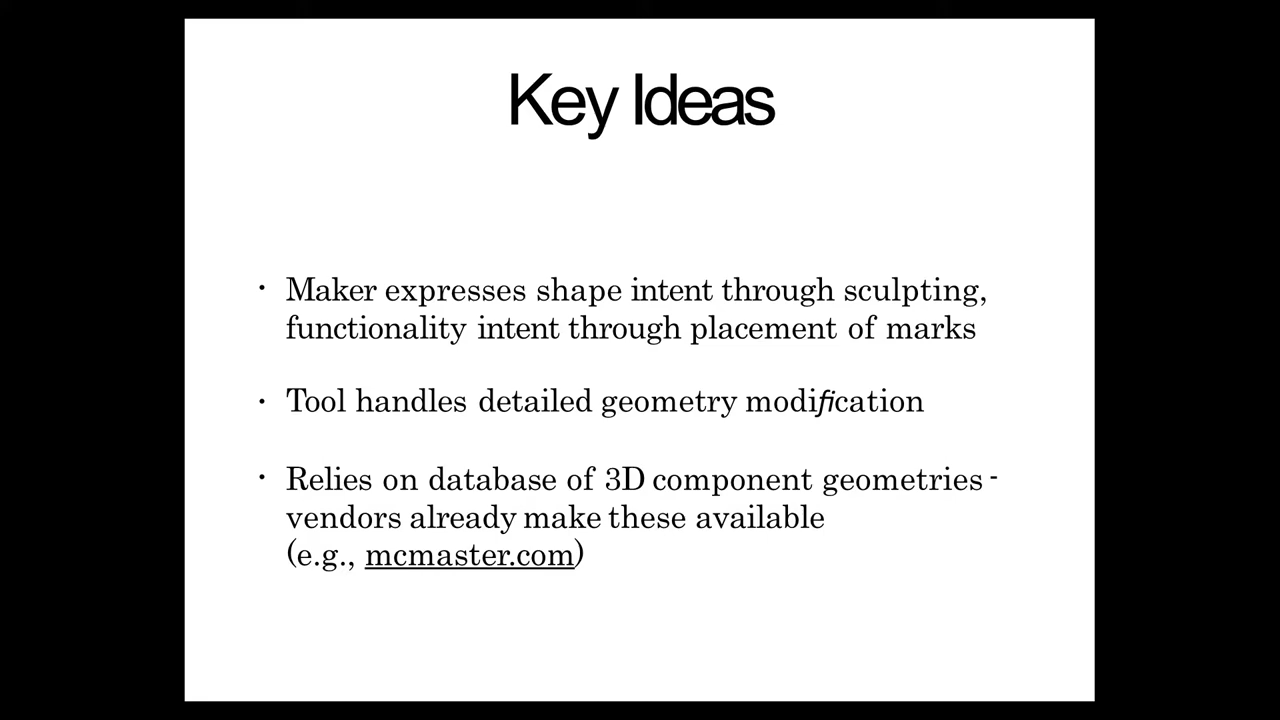 Key Ideas
• Maker expresses shape intent through sculpting,
functionality intent through placement of marks
• Tool handles detailed geometry modification
• Relies on database of 3D component geometries -
vendors already make these available
(e.g., mcmaster.com)